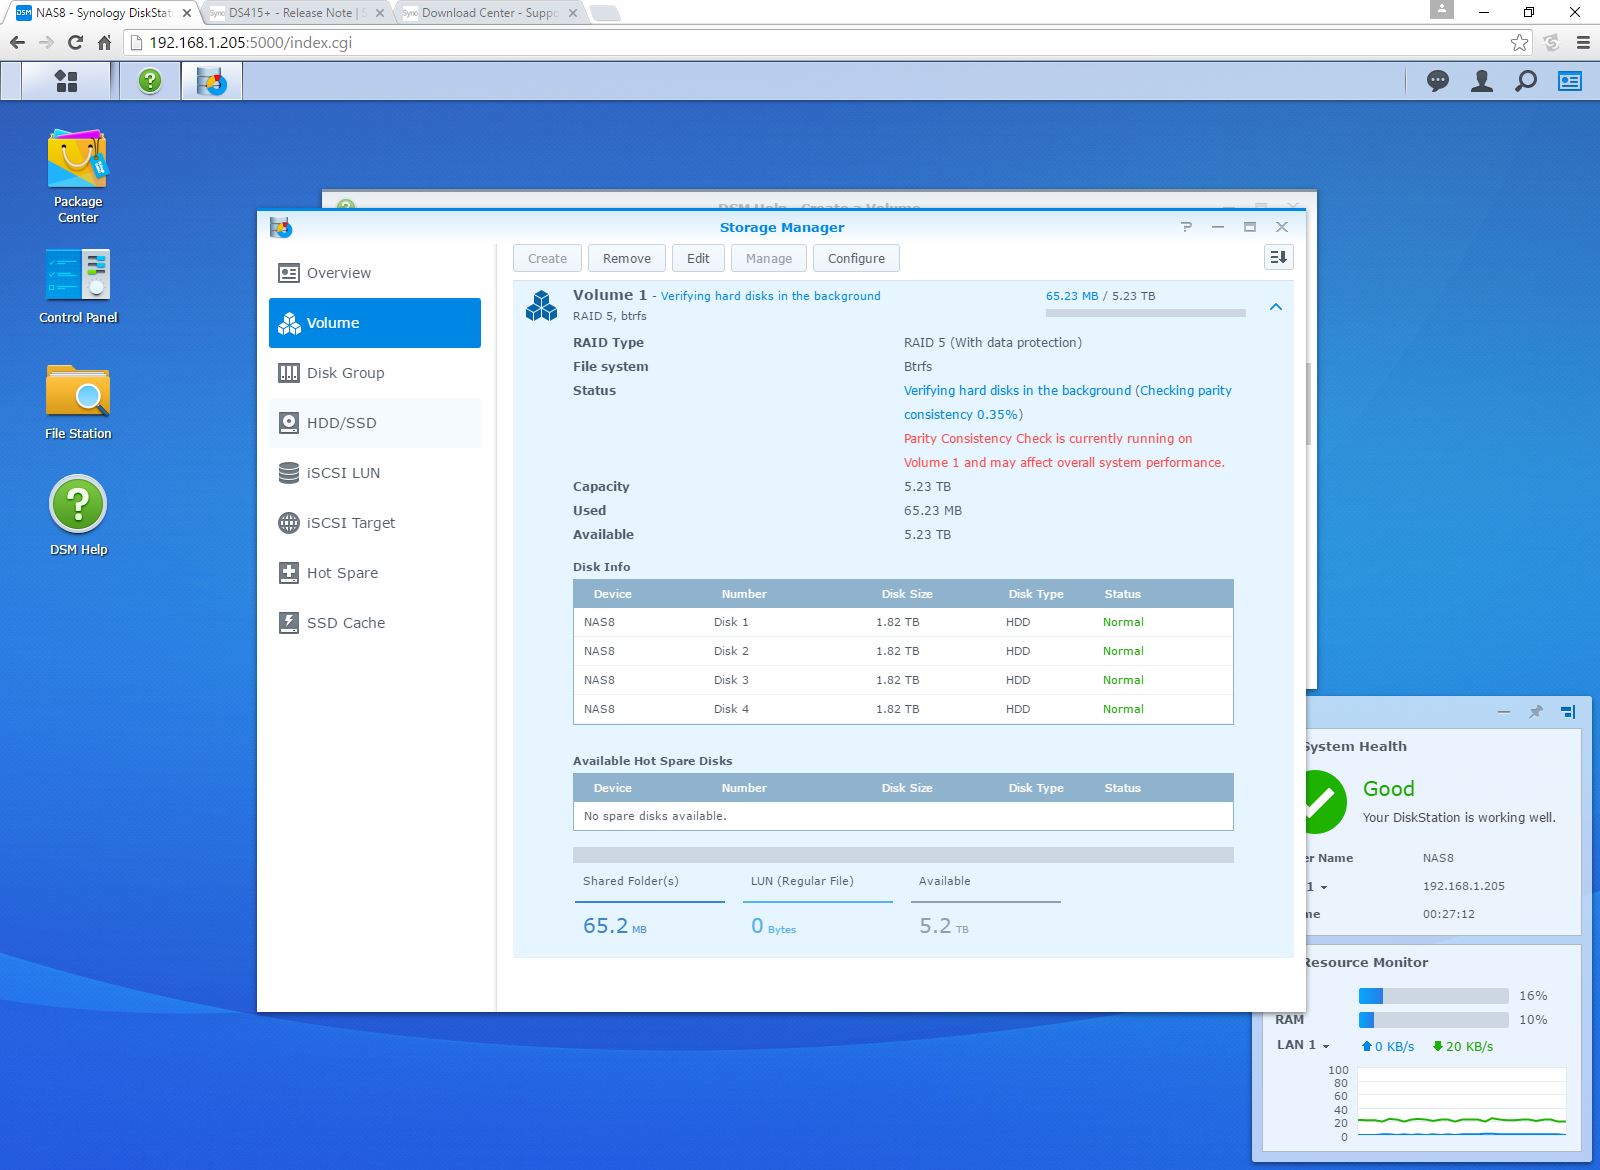 NAS8 - Synology DiskSta
DS415+ - Release Note | S
Download Center - Suppo
192.168.1.205:5000/index.cgi
Package
Center
Control Panel
File Station
DSM Help
DSM Help - Create a Volume
Storage Manager
Overview
Volume
Disk Group
HDD/SSD
iSCSI LUN
iSCSI Target
Hot Spare
SSD Cache
Create Remove Edit Manage Configure
Volume 1 - Verifying hard disks in the background 65.23 MB / 5.23 TB
RAID 5, btrfs
RAID Type RAID 5 (With data protection)
File system Btrfs
Status Verifying hard disks in the background (Checking parity
consistency 0.35%)
Parity Consistency Check is currently running on
Volume 1 and may affect overall system performance.
Capacity 5.23 TB
Used 65.23 MB
Available 5.23 TB
Disk Info
Device Number Disk Size Disk Type Status
NAS8 Disk 1 1.82 TB HDD Normal
NAS8 Disk 2 1.82 TB HDD Normal
NAS8 Disk 3 1.82 TB HDD Normal
NAS8 Disk 4 1.82 TB HDD Normal
Available Hot Spare Disks
Device Number Disk Size Disk Type Status
No spare disks available.
Shared Folder(s) LUN (Regular File) Available
65.2 MB 0 Bytes 5.2 TB
System Health
Good
Your DiskStation is working well.
er Name NAS8
1 192.168.1.205
me 00:27:12
Resource Monitor
16%
RAM 10%
LAN 1 0 KB/s 20 KB/s
100
80
60
40
20
0